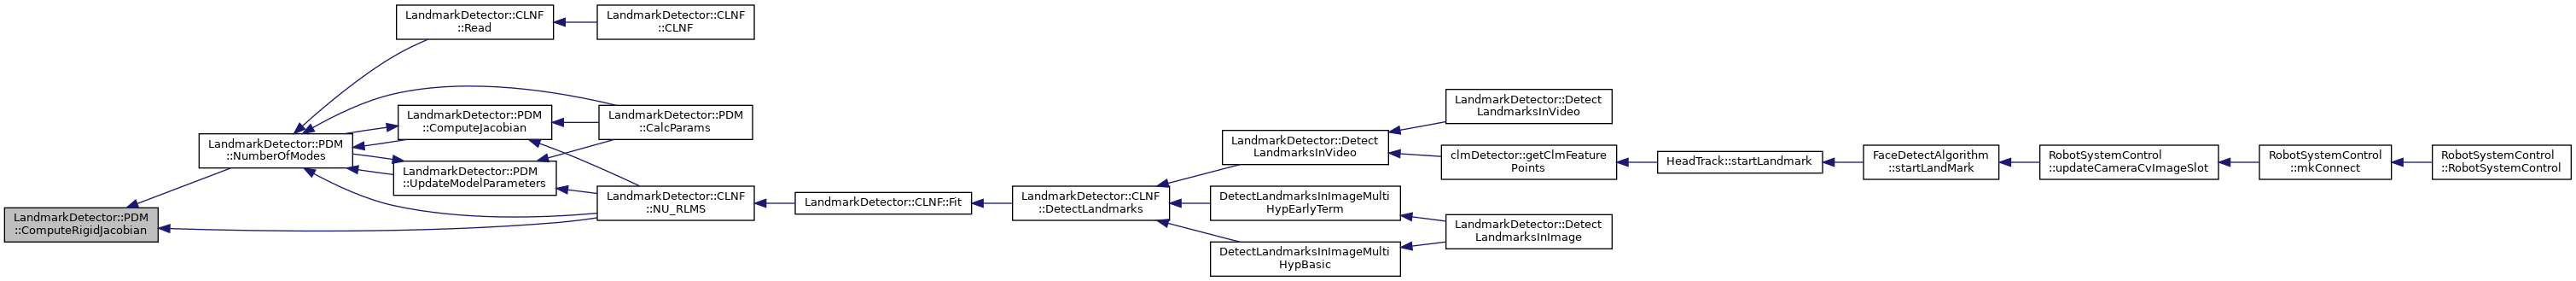 LandmarkDetector::PDM
::ComputeRigidJacobian
LandmarkDetector::PDM
::NumberOfModes
LandmarkDetector::CLNF
::Read
LandmarkDetector::CLNF
::CLNF
LandmarkDetector::PDM
::ComputeJacobian
LandmarkDetector::PDM
::CalcParams
LandmarkDetector::PDM
::UpdateModelParameters
LandmarkDetector::CLNF
::NU_RLMS
LandmarkDetector::CLNF::Fit
LandmarkDetector::CLNF
::DetectLandmarks
LandmarkDetector::Detect
LandmarksInVideo
DetectLandmarksInImageMulti
HypEarlyTerm
DetectLandmarksInImageMulti
HypBasic
LandmarkDetector::Detect
LandmarksInVideo
clmDetector::getClmFeature
Points
LandmarkDetector::Detect
LandmarksInImage
HeadTrack::startLandmark
FaceDetectAlgorithm
::startLandMark
RobotSystemControl
::updateCameraCvImageSlot
RobotSystemControl
::mkConnect
RobotSystemControl
::RobotSystemControl